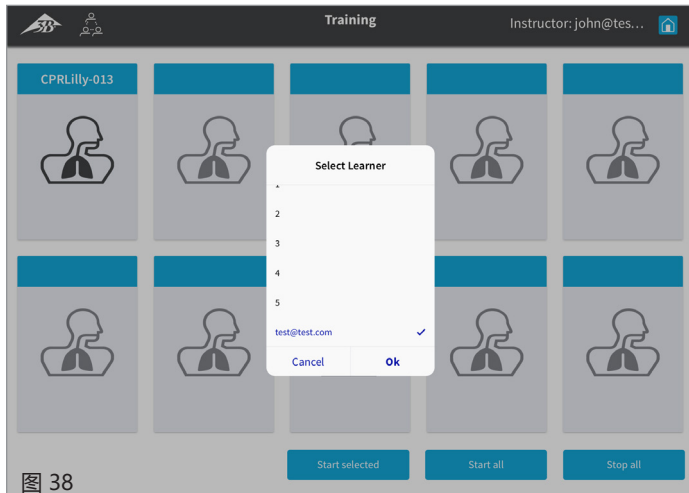 3B
Training
Instructor: john@tes...
CPRLilly-013
Select Learner
2
3
4
5
test@test.com
Cancel
Ok
Start selected
Start all
Stop all
图 38